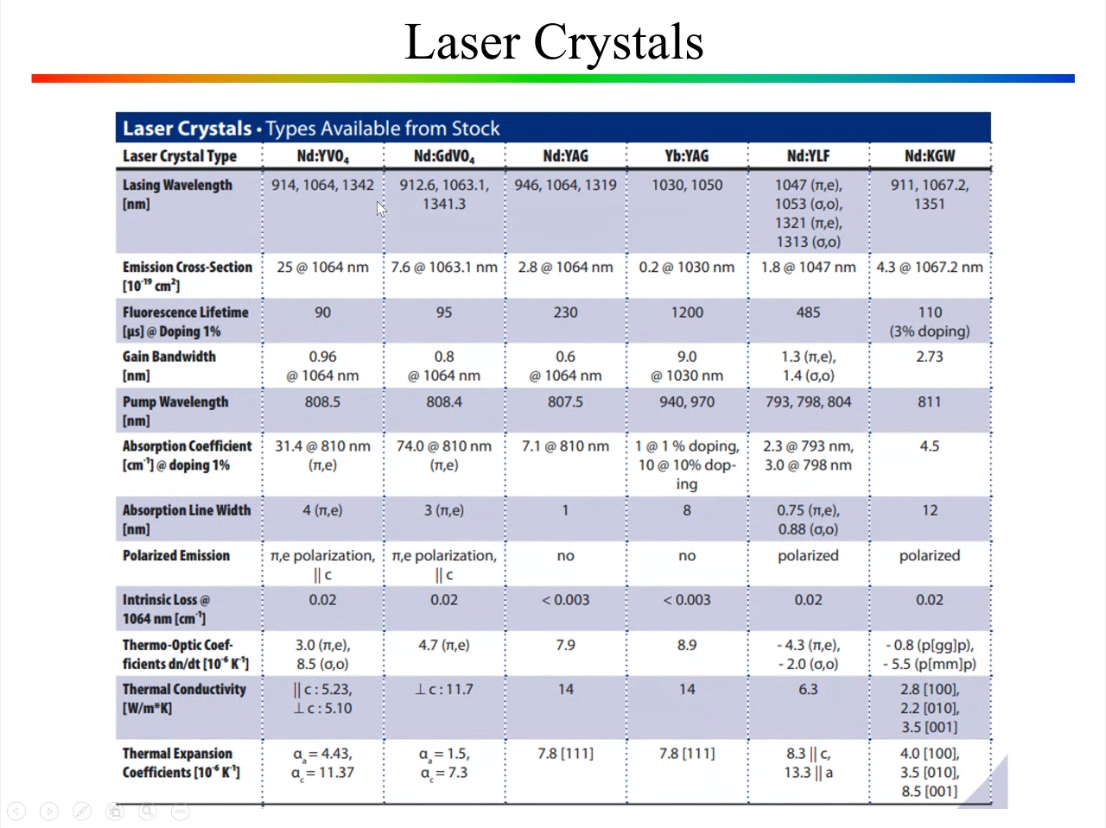 Laser Crystals
Laser Crystals • Types Available from Stock
Laser Crystal Type Nd:YVO₄ Nd:GdVO₄ Nd:YAG Yb:YAG Nd:YLF Nd:KGW
Lasing Wavelength 914, 1064, 1342 912.6, 1063.1, 946, 1064, 1319 1030, 1050 1047 (π,e), 911, 1067.2,
[nm] 1341.3 1053 (σ,o), 1351
1321 (π,e),
1313 (σ,o)
Emission Cross-Section 25 @ 1064 nm 7.6 @ 1063.1 nm 2.8 @ 1064 nm 0.2 @ 1030 nm 1.8 @ 1047 nm 4.3 @ 1067.2 nm
[10⁻¹⁹ cm²]
Fluorescence Lifetime 90 95 230 1200 485 110
[μs] @ Doping 1% (3% doping)
Gain Bandwidth 0.96 0.8 0.6 9.0 1.3 (π,e), 2.73
[nm] @ 1064 nm @ 1064 nm @ 1064 nm @ 1030 nm 1.4 (σ,o)
Pump Wavelength 808.5 808.4 807.5 940, 970 793, 798, 804 811
[nm]
Absorption Coefficient 31.4 @ 810 nm 74.0 @ 810 nm 7.1 @ 810 nm 1 @ 1 % doping, 2.3 @ 793 nm, 4.5
[cm⁻¹] @ doping 1% (π,e) (π,e) 10 @ 10% dop- 3.0 @ 798 nm
ing
Absorption Line Width 4 (π,e) 3 (π,e) 1 8 0.75 (π,e), 12
[nm] 0.88 (σ,o)
Polarized Emission π,e polarization, π,e polarization, no no polarized polarized
|| c || c
Intrinsic Loss @ 0.02 0.02 < 0.003 < 0.003 0.02 0.02
1064 nm [cm⁻¹]
Thermo-Optic Coef- 3.0 (π,e), 4.7 (π,e) 7.9 8.9 - 4.3 (π,e), - 0.8 (p[gg]p),
ficients dn/dt [10⁻⁶ K⁻¹] 8.5 (σ,o) - 2.0 (σ,o) - 5.5 (p[mm]p)
Thermal Conductivity || c : 5.23, ⊥ c : 11.7 14 14 6.3 2.8 [100],
[W/m*K] ⊥ c : 5.10 2.2 [010],
3.5 [001]
Thermal Expansion αₐ = 4.43, αₐ = 1.5, 7.8 [111] 7.8 [111] 8.3 || c, 4.0 [100],
Coefficients [10⁻⁶ K⁻¹] α_c = 11.37 α_c = 7.3 13.3 || a 3.5 [010],
8.5 [001]